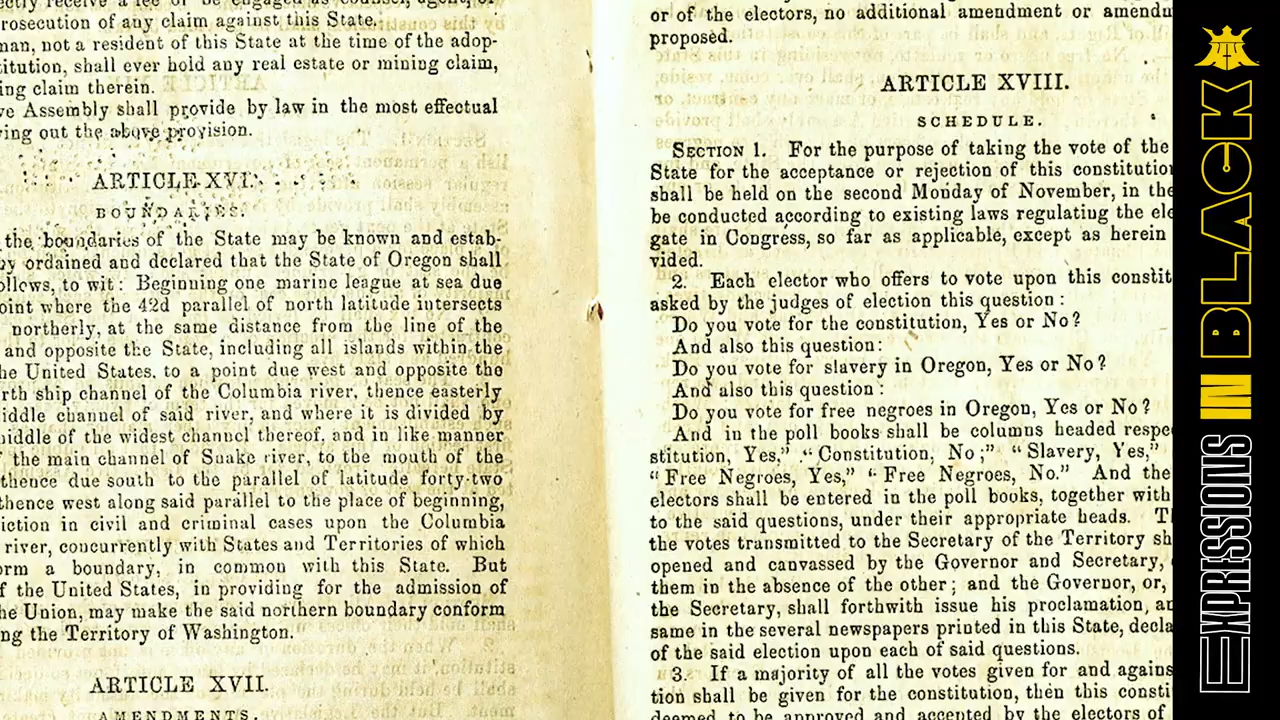 rosecution of any claim against this State.
man, not a resident of this State at the time of the adop-
titution, shall ever hold any real estate or mining claim,
ing claim therein.
ve Assembly shall provide by law in the most effectual
ying out the above provision.
ARTICLE XVI.
BOUNDARIES.
the boundaries of the State may be known and estab-
by ordained and declared that the State of Oregon shall
ollows, to wit: Beginning one marine league at sea due
oint where the 42d parallel of north latitude intersects
northerly, at the same distance from the line of the
and opposite the State, including all islands within the
he United States, to a point due west and opposite the
rth ship channel of the Columbia river, thence easterly
iddle channel of said river, and where it is divided by
middle of the widest channel thereof, and in like manner
the main channel of Snake river, to the mouth of the
thence due south to the parallel of latitude forty-two
thence west along said parallel to the place of beginning,
iction in civil and criminal cases upon the Columbia
river, concurrently with States and Territories of which
orm a boundary, in common with this State. But
f the United States, in providing for the admission of
he Union, may make the said northern boundary conform
ng the Territory of Washington.
ARTICLE XVII.
AMENDMENTS.
or of the electors, no additional amendment or amendm
proposed.
ARTICLE XVIII.
SCHEDULE.
SECTION 1. For the purpose of taking the vote of the
State for the acceptance or rejection of this constitution
shall be held on the second Monday of November, in the
be conducted according to existing laws regulating the ele
gate in Congress, so far as applicable, except as herein
vided.
2. Each elector who offers to vote upon this constit
asked by the judges of election this question:
Do you vote for the constitution, Yes or No?
And also this question:
Do you vote for slavery in Oregon, Yes or No?
And also this question:
Do you vote for free negroes in Oregon, Yes or No?
And in the poll books shall be columns headed respec
stitution, Yes," "Constitution, No;" "Slavery, Yes,"
"Free Negroes, Yes," "Free Negroes, No." And the
electors shall be entered in the poll books, together with
to the said questions, under their appropriate heads. T
the votes transmitted to the Secretary of the Territory sh
opened and canvassed by the Governor and Secretary,
them in the absence of the other; and the Governor, or,
the Secretary, shall forthwith issue his proclamation, an
same in the several newspapers printed in this State, decla
of the said election upon each of said questions.
3. If a majority of all the votes given for and agains
tion shall be given for the constitution, then this consti
deemed to be approved and accepted by the electors of
EXPRESSIONS IN BLACK